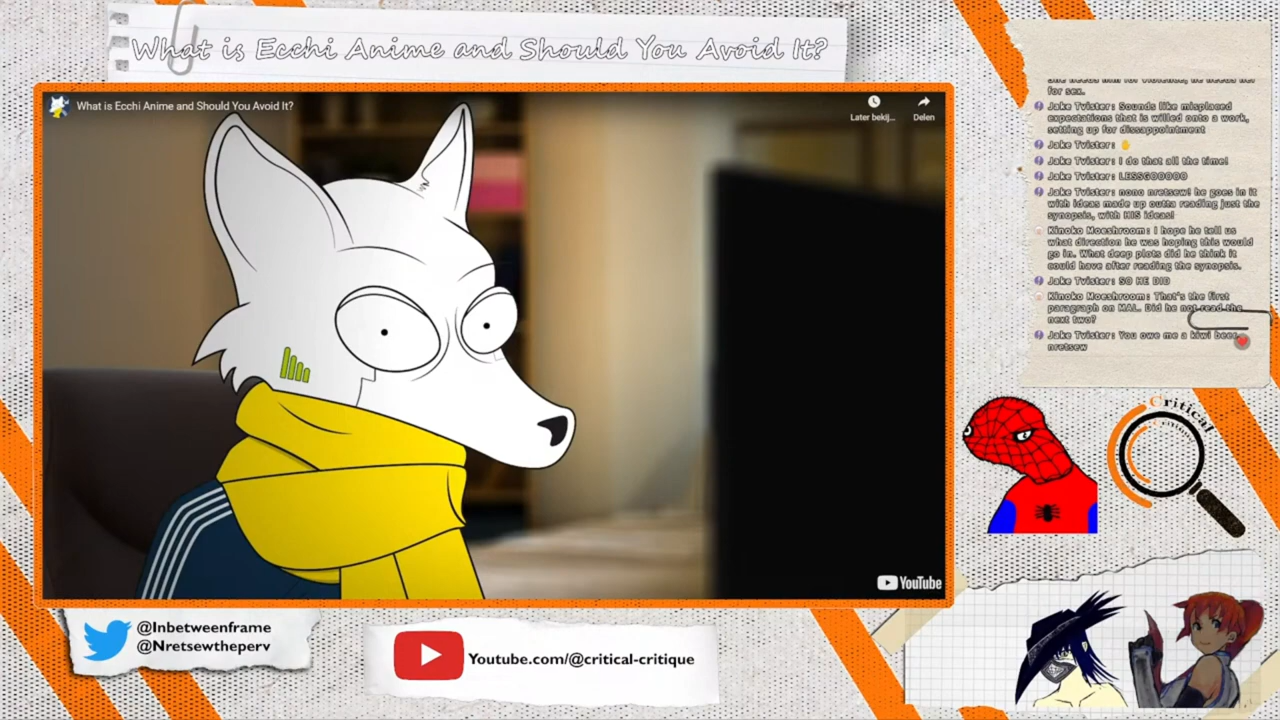 What is Ecchi Anime and Should You Avoid It?
What is Ecchi Anime and Should You Avoid It?
Later bekij...
Delen
YouTube
for sex.
Jake Tvister: Sounds like misplaced
expectations that is willed onto a work,
setting up for dissappointment
Jake Tvister: ✋
Jake Tvister: I do that all the time!
Jake Tvister: LESSGOOOOO
Jake Tvister: nono nretsew! he goes in it
with ideas made up outta reading just the
synopsis, with HIS ideas!
Kinoko Moeshroom: I hope he tell us
what direction he was hoping this would
go in. What deep plots did he think it
could have after reading the synopsis.
Jake Tvister: SO HE DID
Kinoko Moeshroom: That's the first
paragraph on MAL. Did he not read the
next two?
Jake Tvister: You owe me a kiwi beer
nretsew
Critical
@Inbetweenframe
@Nretsewtheperv
Youtube.com/@critical-critique